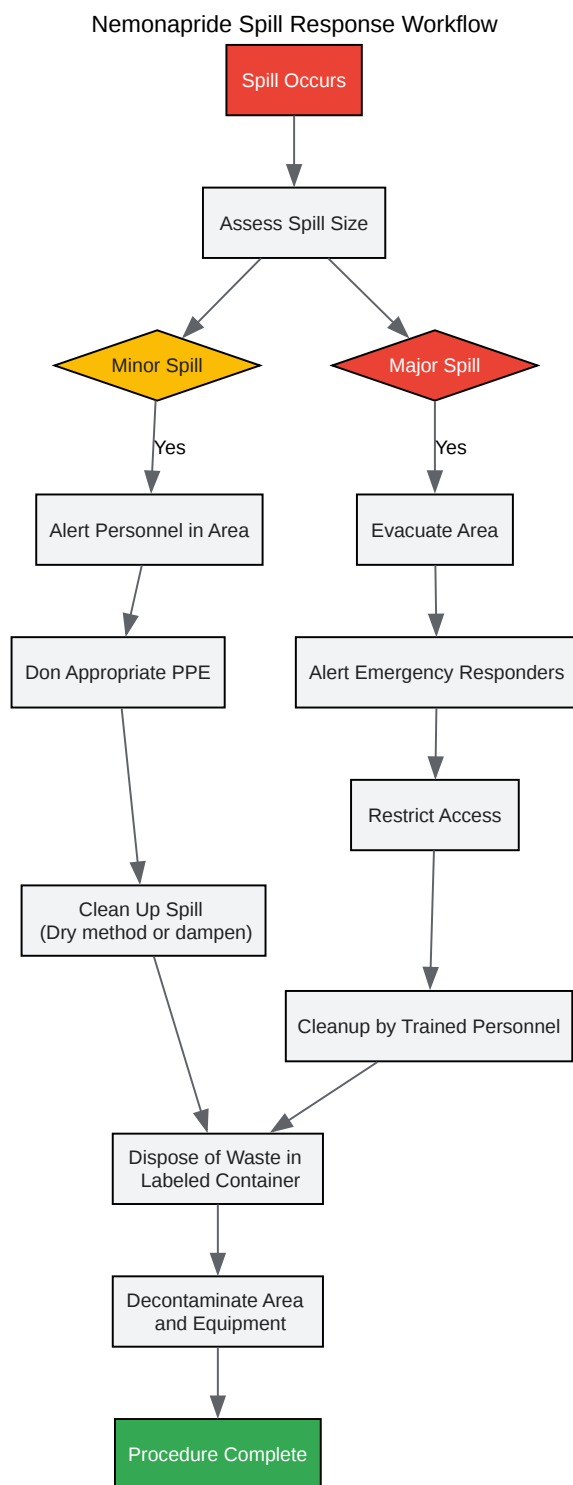 Nemonapride Spill Response Workflow
Spill Occurs
Assess Spill Size
Minor Spill
Major Spill
Yes
Yes
Alert Personnel in Area
Evacuate Area
Don Appropriate PPE
Alert Emergency Responders
Restrict Access
Clean Up Spill
(Dry method or dampen)
Cleanup by Trained Personnel
Dispose of Waste in
Labeled Container
Decontaminate Area
and Equipment
Procedure Complete